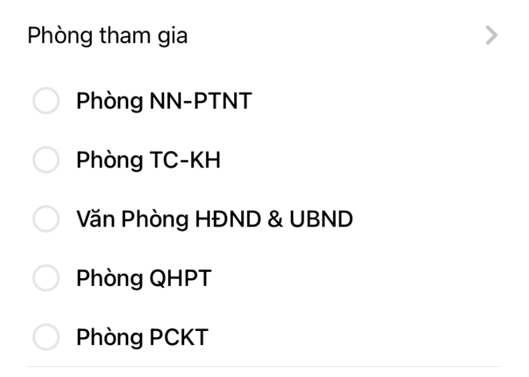 Phòng tham gia
Phòng NN-PTNT
Phòng TC-KH
Văn Phòng HĐND & UBND
Phòng QHPT
Phòng PCKT